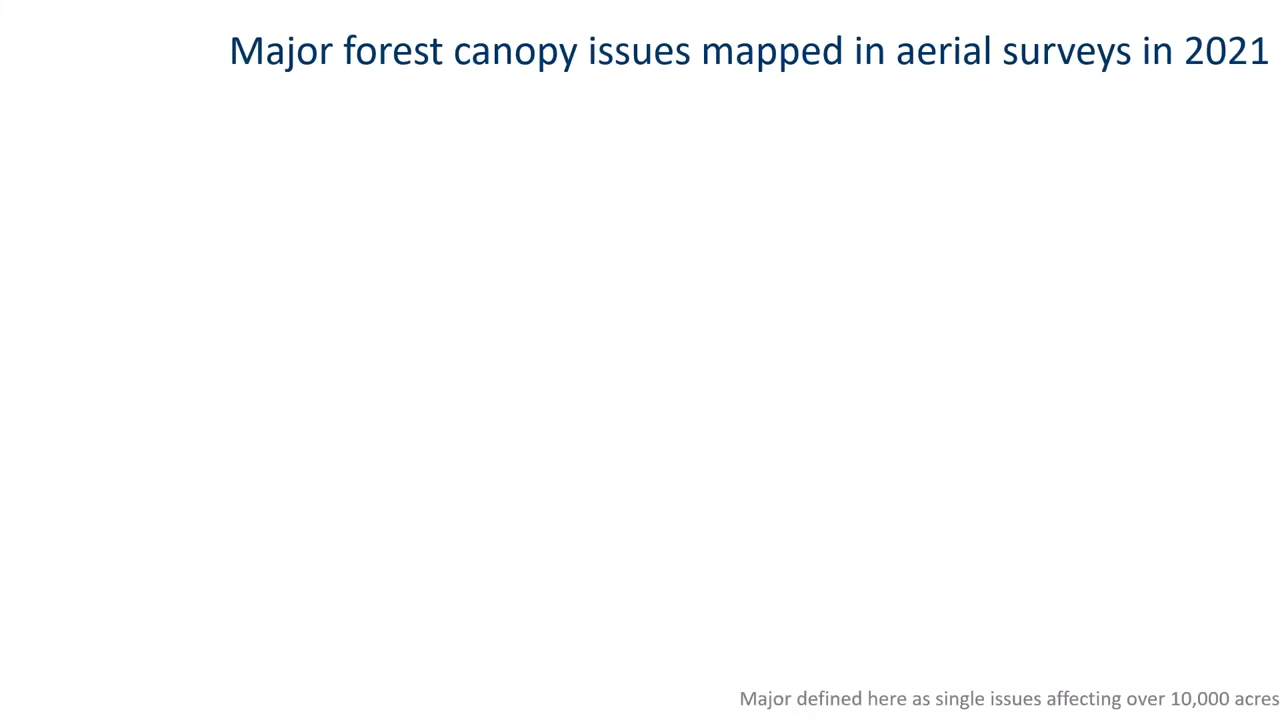 Major forest canopy issues mapped in aerial surveys in 2021
Major defined here as single issues affecting over 10,000 acres